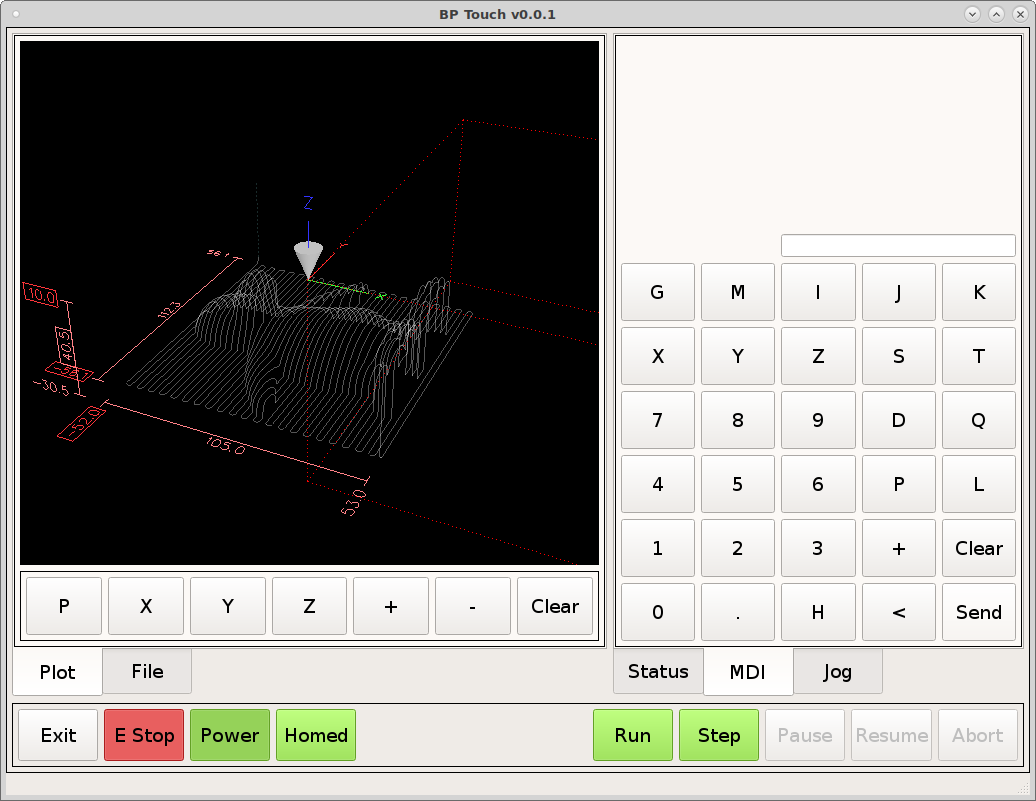 BP Touch v0.0.1
Z
Y
X
56.1
10.0
112.3
40.5
-30.5
-52.0
105.0
53.0
G M I J K
X Y Z S T
7 8 9 D Q
4 5 6 P L
1 2 3 + Clear
0 . H < Send
P X Y Z + - Clear
Plot File
Status MDI Jog
Exit E Stop Power Homed Run Step Pause Resume Abort